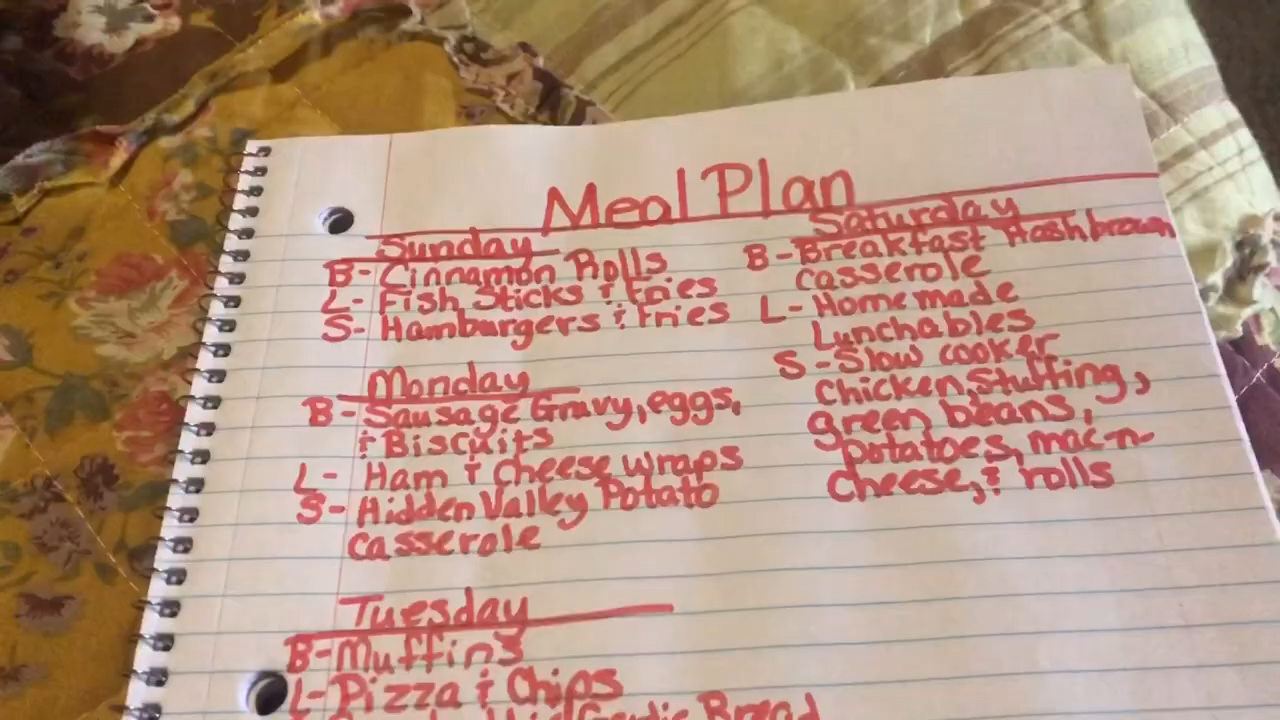 Meal Plan
Sunday
B- Cinnamon Rolls
L- Fish Sticks & fries
S- Hamburgers & fries
Monday
B- Sausage Gravy, eggs,
& Biscuits
L- Ham & Cheese wraps
S- Hidden Valley Potato
casserole
Tuesday
B-Muffins
L-Pizza & Chips
Garlic Bread
Saturday
B-Breakfast Hashbrown
casserole
L-Homemade
Lunchables
S-Slow cooker
Chicken, Stuffing,
green beans,
potatoes, mac-n-
cheese, & rolls